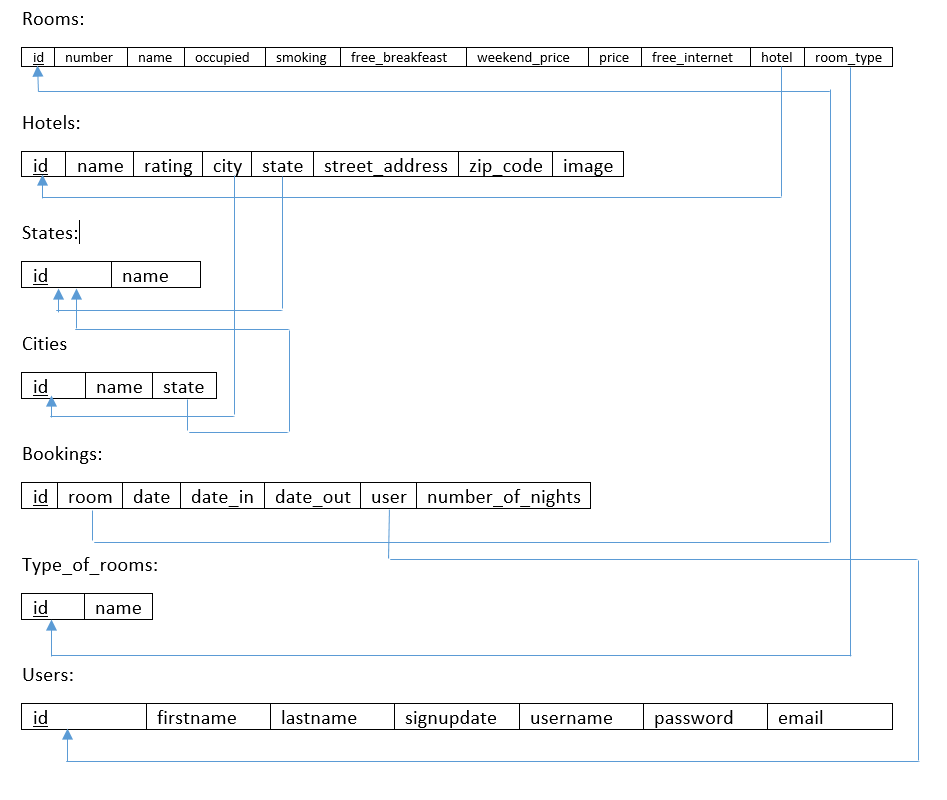 Rooms:
id number name occupied smoking free_breakfeast weekend_price price free_internet hotel room_type
Hotels:
id name rating city state street_address zip_code image
States:
id name
Cities
id name state
Bookings:
id room date date_in date_out user number_of_nights
Type_of_rooms:
id name
Users:
id firstname lastname signupdate username password email